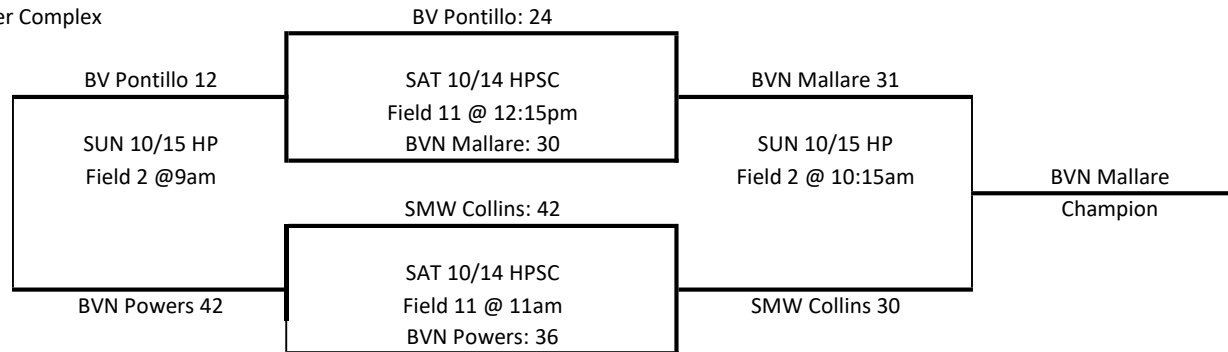 Complex
BV Pontillo: 24
BV Pontillo 12
SAT 10/14 HPSC
BVN Mallare 31
Field 11 @ 12:15pm
SUN 10/15 HP
BVN Mallare: 30
SUN 10/15 HP
Field 2 @9am
Field 2 @ 10:15am
BVN Mallare
SMW Collins: 42
Champion
SAT 10/14 HPSC
BVN Powers 42
Field 11 @ 11am
SMW Collins 30
BVN Powers: 36